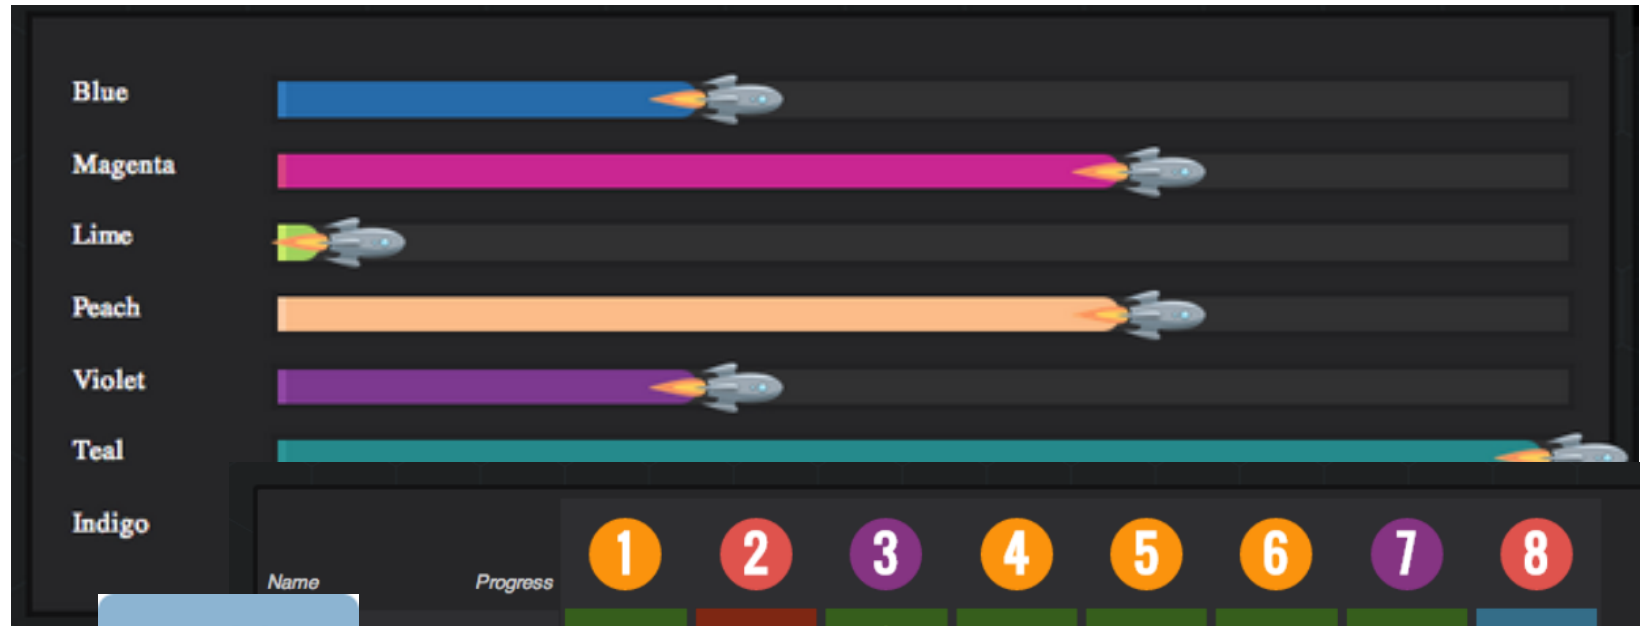 Blue
Magenta
Lime
Peach
Violet
Teal
Indigo
Name Progress 1 2 3 4 5 6 7 8